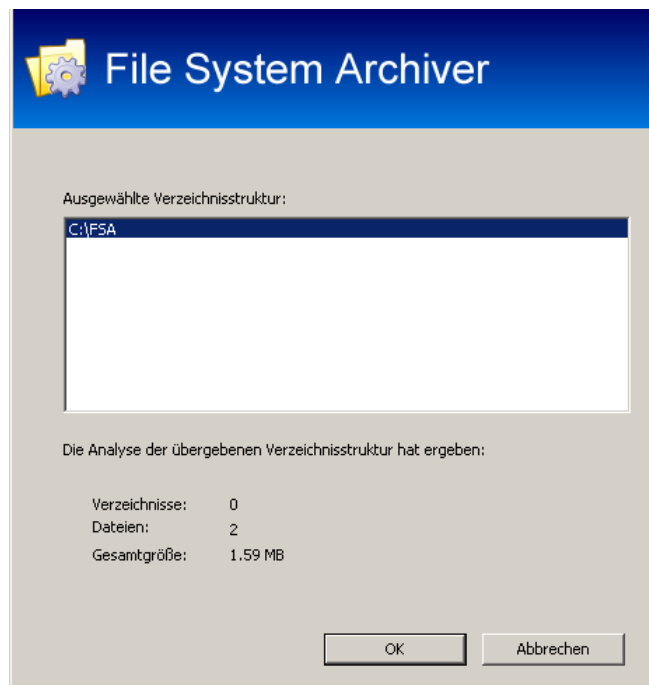 File System Archiver
Ausgewählte Verzeichnisstruktur:
C:\FSA
Die Analyse der übergebenen Verzeichnisstruktur hat ergeben:
Verzeichnisse: 0
Dateien: 2
Gesamtgröße: 1.59 MB
OK Abbrechen